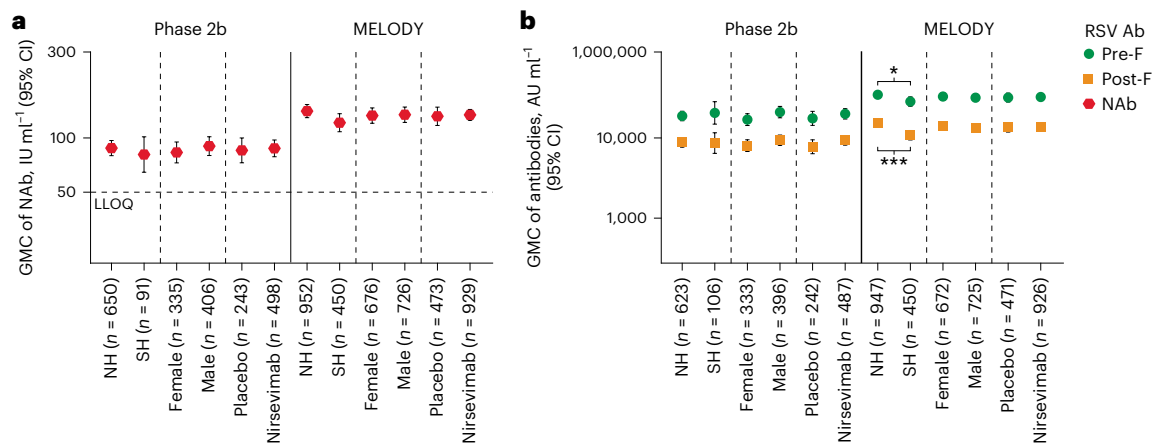 a
Phase 2b
MELODY
GMC of NAb, IU ml⁻¹ (95% CI)
300
100
50
LLOQ
NH (n = 650)
SH (n = 91)
Female (n = 335)
Male (n = 406)
Placebo (n = 243)
Nirsevimab (n = 498)
NH (n = 952)
SH (n = 450)
Female (n = 676)
Male (n = 726)
Placebo (n = 473)
Nirsevimab (n = 929)
b
Phase 2b
MELODY
GMC of antibodies, AU ml⁻¹
(95% CI)
1,000,000
10,000
1,000
*
***
NH (n = 623)
SH (n = 106)
Female (n = 333)
Male (n = 396)
Placebo (n = 242)
Nirsevimab (n = 487)
NH (n = 947)
SH (n = 450)
Female (n = 672)
Male (n = 725)
Placebo (n = 471)
Nirsevimab (n = 926)
RSV Ab
Pre-F
Post-F
NAb